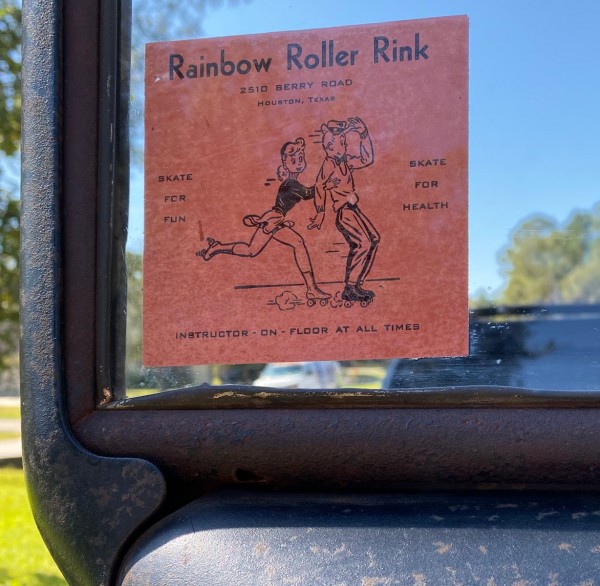 Rainbow Roller Rink
2510 BERRY ROAD
HOUSTON, TEXAS
SKATE
FOR
FUN
SKATE
FOR
HEALTH
INSTRUCTOR - ON - FLOOR AT ALL TIMES